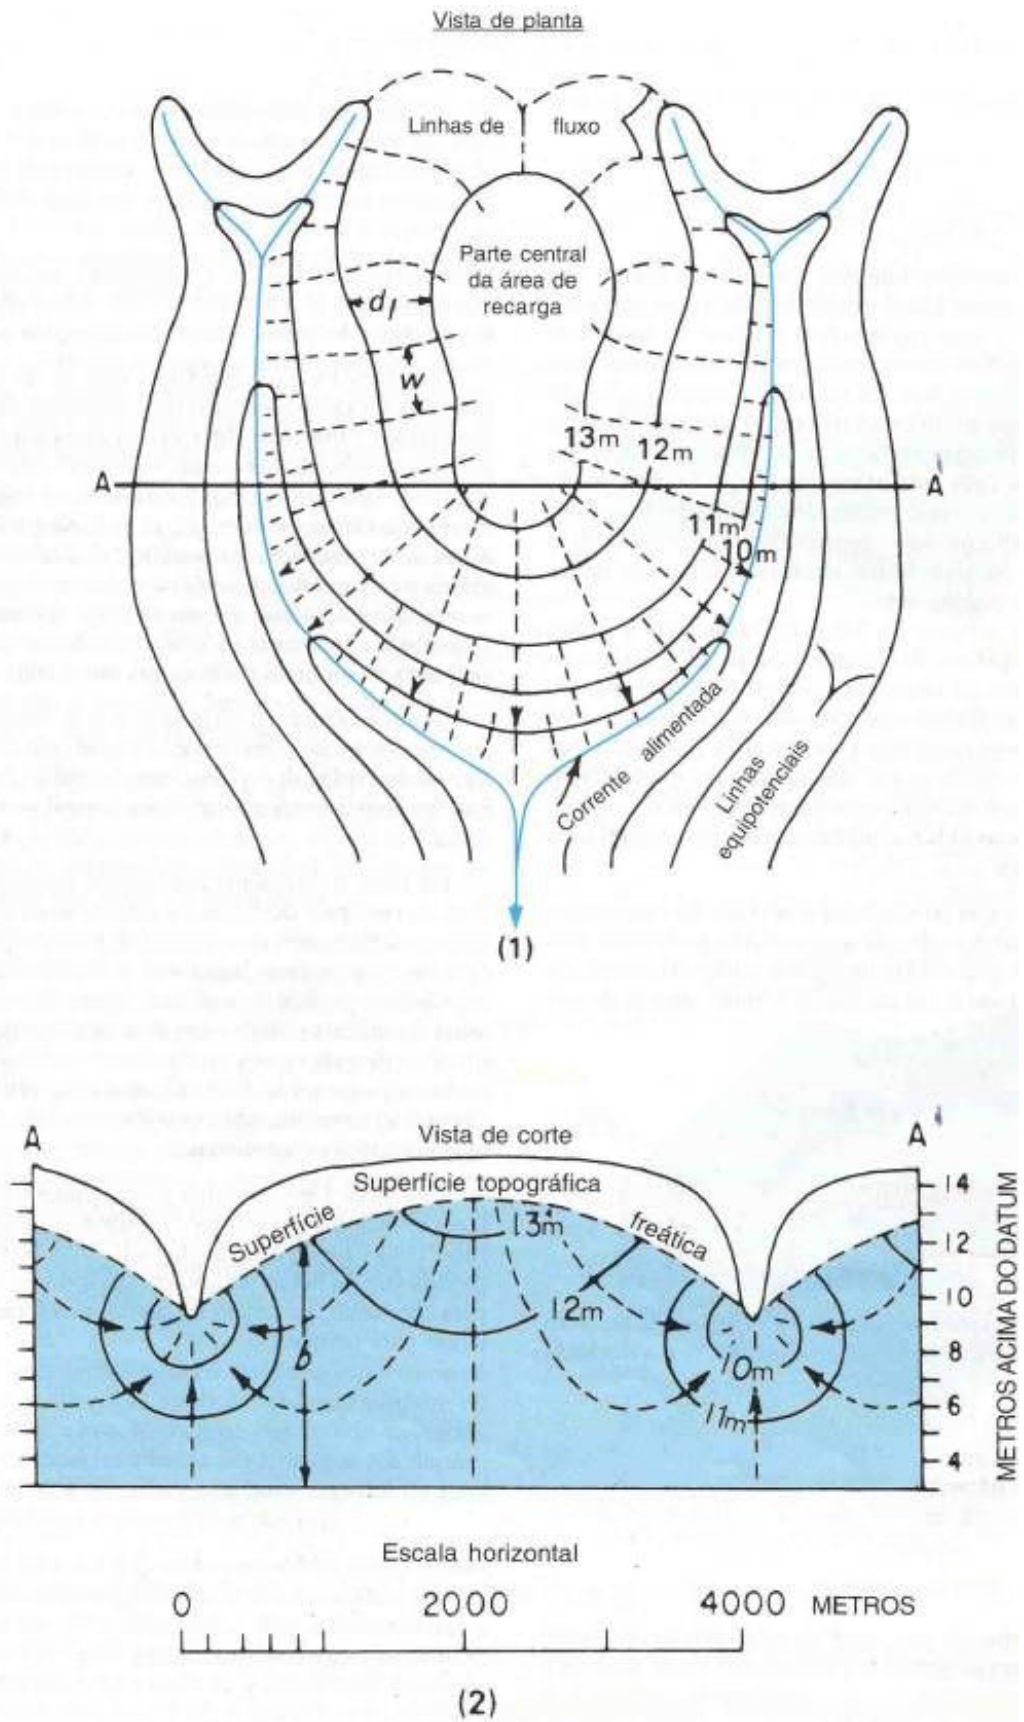 Vista de planta
Linhas de fluxo
Parte central
da área de
recarga
dl
w
13m
12m
A
A'
11m
10m
Corrente alimentada
Linhas
equipotenciais
(1)
A
Vista de corte
A'
Superfície topográfica
14
Superfície freática
13m
12
12m
10
b
10m
8
11m
6
4
METROS ACIMA DO DATUM
Escala horizontal
0 2000 4000 METROS
(2)